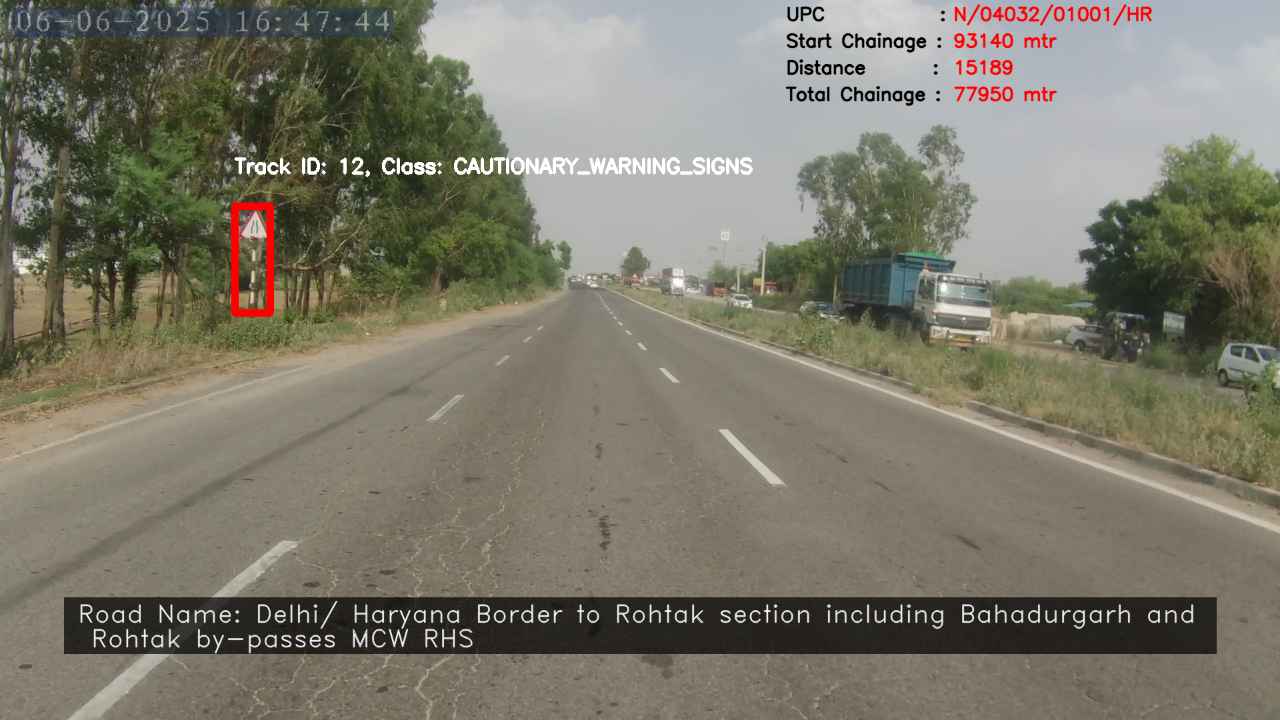 06-06-2025 16:47:44
UPC : N/04032/01001/HR
Start Chainage : 93140 mtr
Distance : 15189
Total Chainage : 77950 mtr
Track ID: 12, Class: CAUTIONARY_WARNING_SIGNS
Road Name: Delhi/ Haryana Border to Rohtak section including Bahadurgarh and
Rohtak by-passes MCW RHS